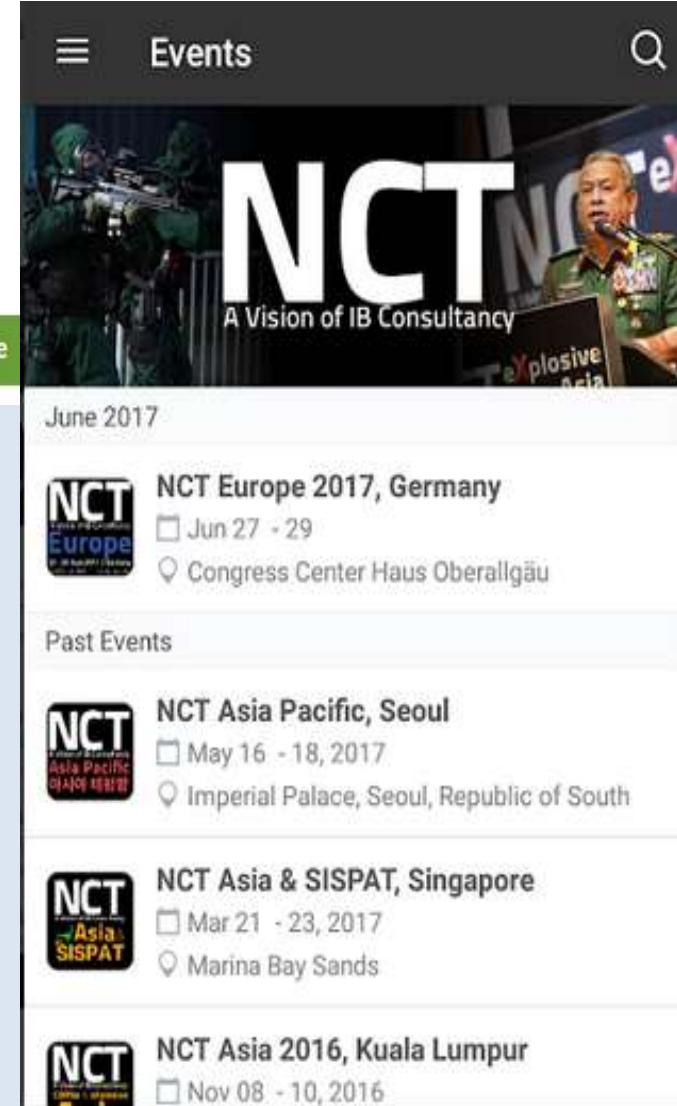 Events
NCT
A Vision of IB Consultancy
NCT
eXplosive
Asia
e
June 2017
NCT
Europe
NCT Europe 2017, Germany
Jun 27 - 29
Congress Center Haus Oberallgäu
Past Events
NCT
Asia Pacific
아시아 태평양
NCT Asia Pacific, Seoul
May 16 - 18, 2017
Imperial Palace, Seoul, Republic of South
NCT
Asia
SISPAT
NCT Asia & SISPAT, Singapore
Mar 21 - 23, 2017
Marina Bay Sands
NCT
NCT Asia 2016, Kuala Lumpur
Nov 08 - 10, 2016